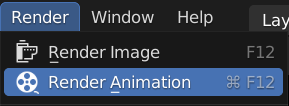 Render Window Help Lay
Render Image F12
Render Animation ⌘ F12